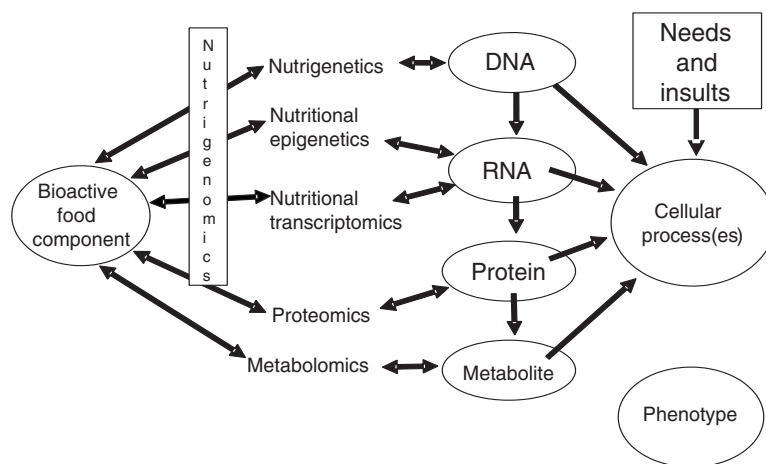 Bioactive
food
component
N
u
t
r
i
g
e
n
o
m
i
c
s
Nutrigenetics
Nutritional
epigenetics
Nutritional
transcriptomics
Proteomics
Metabolomics
DNA
RNA
Protein
Metabolite
Needs
and
insults
Cellular
process(es)
Phenotype